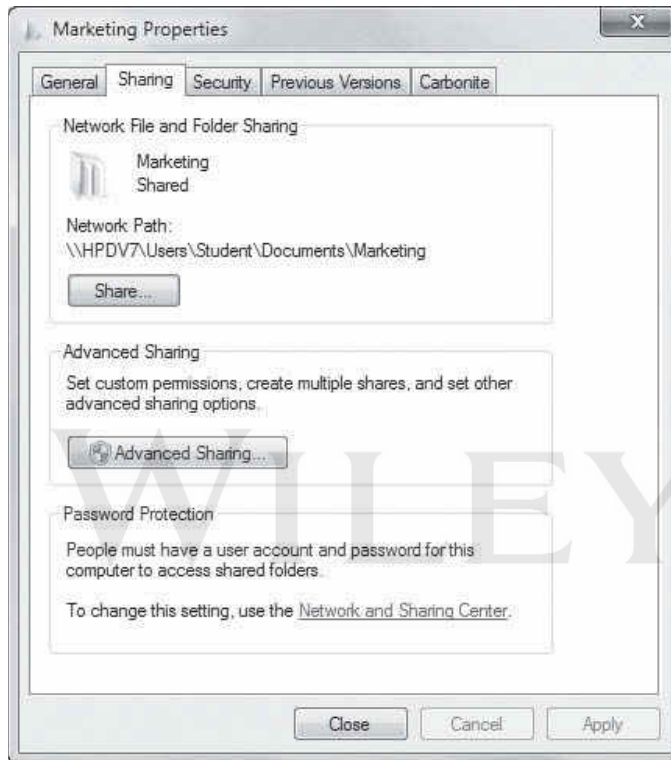 Marketing Properties
X
General Sharing Security Previous Versions Carbonite
Network File and Folder Sharing
Marketing
Shared
Network Path:
\\HPDV7\Users\Student\Documents\Marketing
Share...
Advanced Sharing
Set custom permissions, create multiple shares, and set other
advanced sharing options.
Advanced Sharing...
WILEY
Password Protection
People must have a user account and password for this
computer to access shared folders.
To change this setting, use the Network and Sharing Center.
Close Cancel Apply